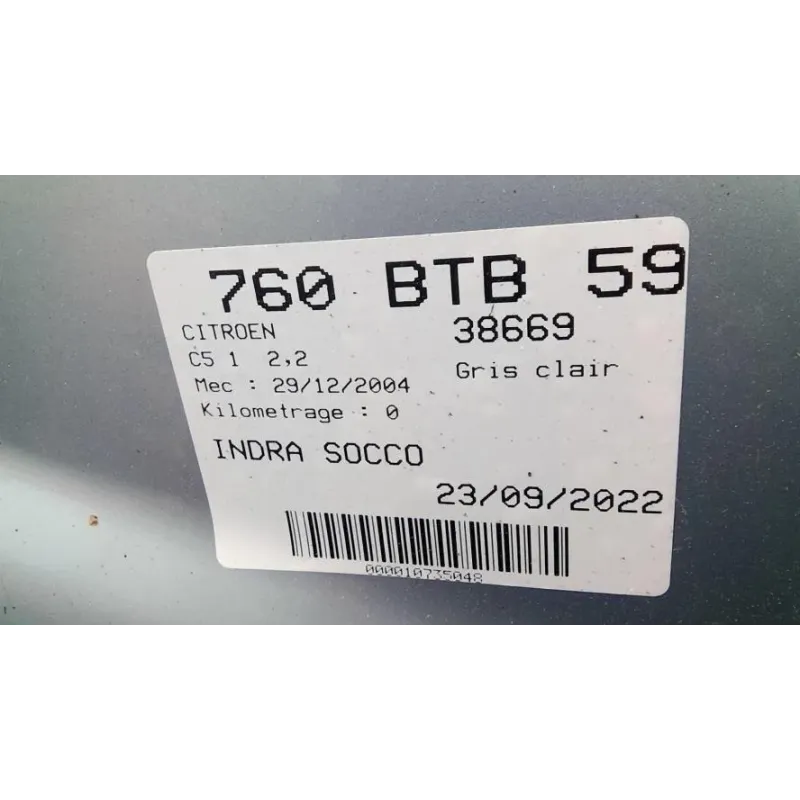 760 BTB 59
CITROEN 38669
C5 1 2,2
Gris clair
Mec : 29/12/2004
Kilometrage : 0
INDRA SOCCO
23/09/2022
000010735048